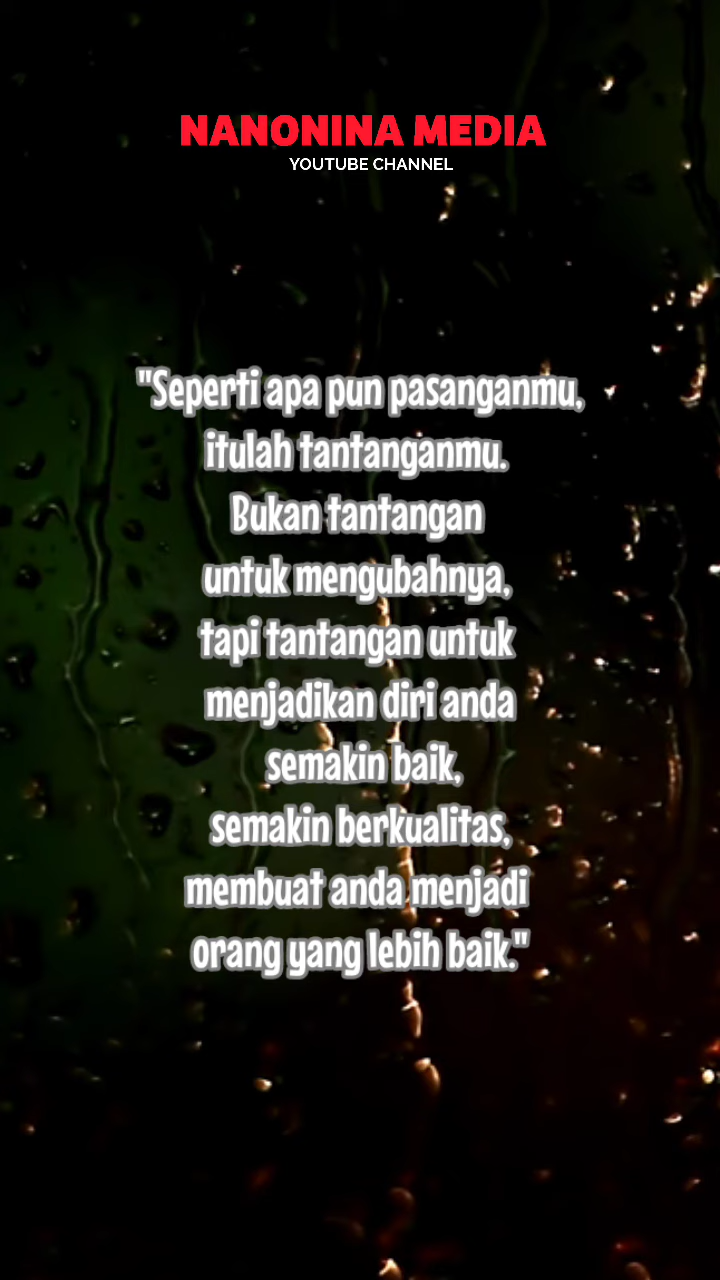 NANONINA MEDIA
YOUTUBE CHANNEL
"Seperti apa pun pasanganmu,
itulah tantanganmu.
Bukan tantangan
untuk mengubahnya,
tapi tantangan untuk
menjadikan diri anda
semakin baik,
semakin berkualitas,
membuat anda menjadi
orang yang lebih baik."